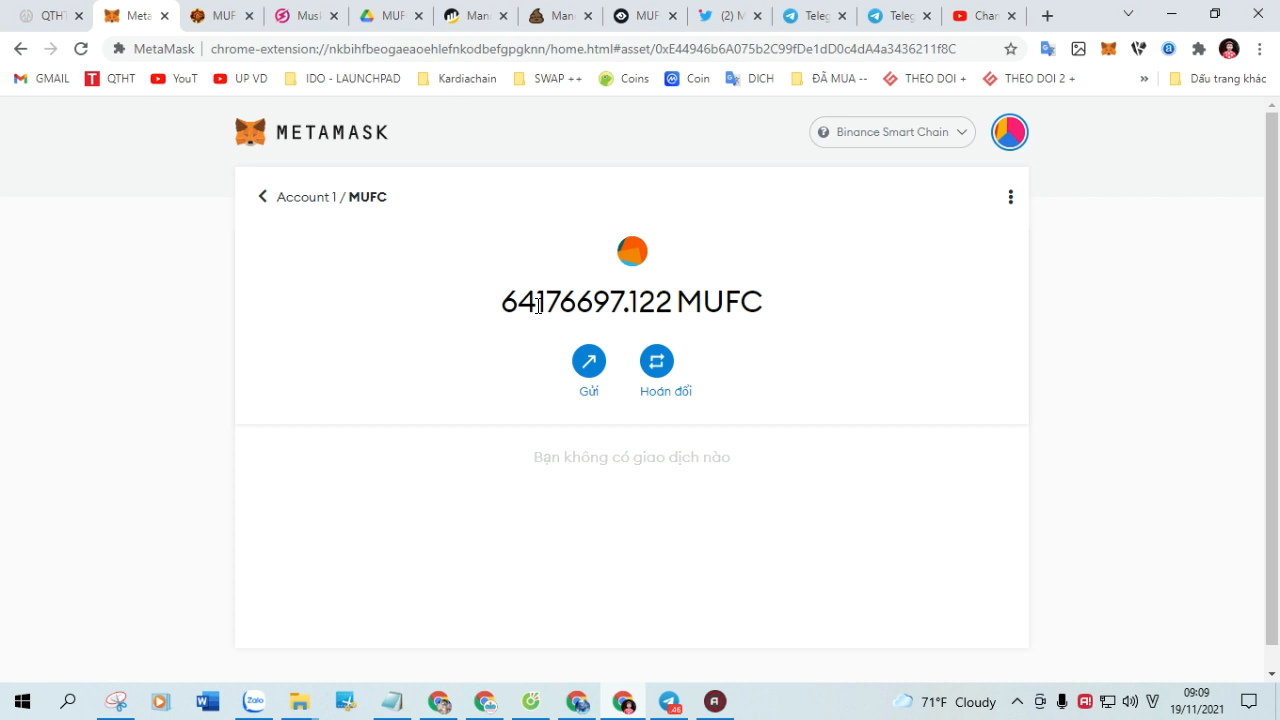 QTHT
Meta
MUF
Musl
MUF
Man
Man
MUF
(2) M
Teleg
Teleg
Chan
MetaMask
chrome-extension://nkbihfbeogaeaoehlefnkodbefgpgknn/home.html#asset/0xE44946b6A075b2C99fDe1dD0c4dA4a3436211f8C
GMAIL
QTHT
YouT
UP VD
IDO - LAUNCHPAD
Kardiachain
SWAP ++
Coins
Coin
DICH
ĐÃ MUA --
THEO DOI +
THEO DOI 2 +
»
Dấu trang khác
METAMASK
Binance Smart Chain
Account 1 / MUFC
64176697.122 MUFC
Gửi
Hoán đổi
Bạn không có giao dịch nào
Zalo
46
71°F Cloudy
09:09
19/11/2021